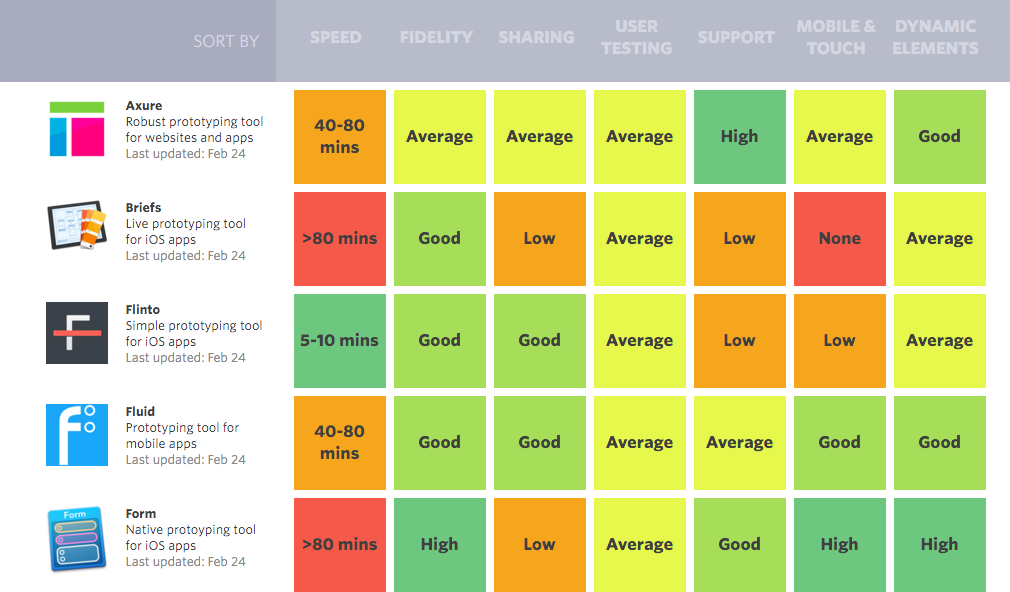 SORT BY
SPEED
FIDELITY
SHARING
USER
TESTING
SUPPORT
MOBILE &
TOUCH
DYNAMIC
ELEMENTS
Axure
Robust prototyping tool
for websites and apps
Last updated: Feb 24
40-80
mins
Average
Average
Average
High
Average
Good
Briefs
Live prototyping tool
for iOS apps
Last updated: Feb 24
>80 mins
Good
Low
Average
Low
None
Average
Flinto
Simple prototyping tool
for iOS apps
Last updated: Feb 24
5-10 mins
Good
Good
Average
Low
Low
Average
Fluid
Prototyping tool for
mobile apps
Last updated: Feb 24
40-80
mins
Good
Good
Average
Average
Good
Good
Form
Form
Native protoyping tool
for iOS apps
Last updated: Feb 24
>80 mins
High
Low
Average
Good
High
High